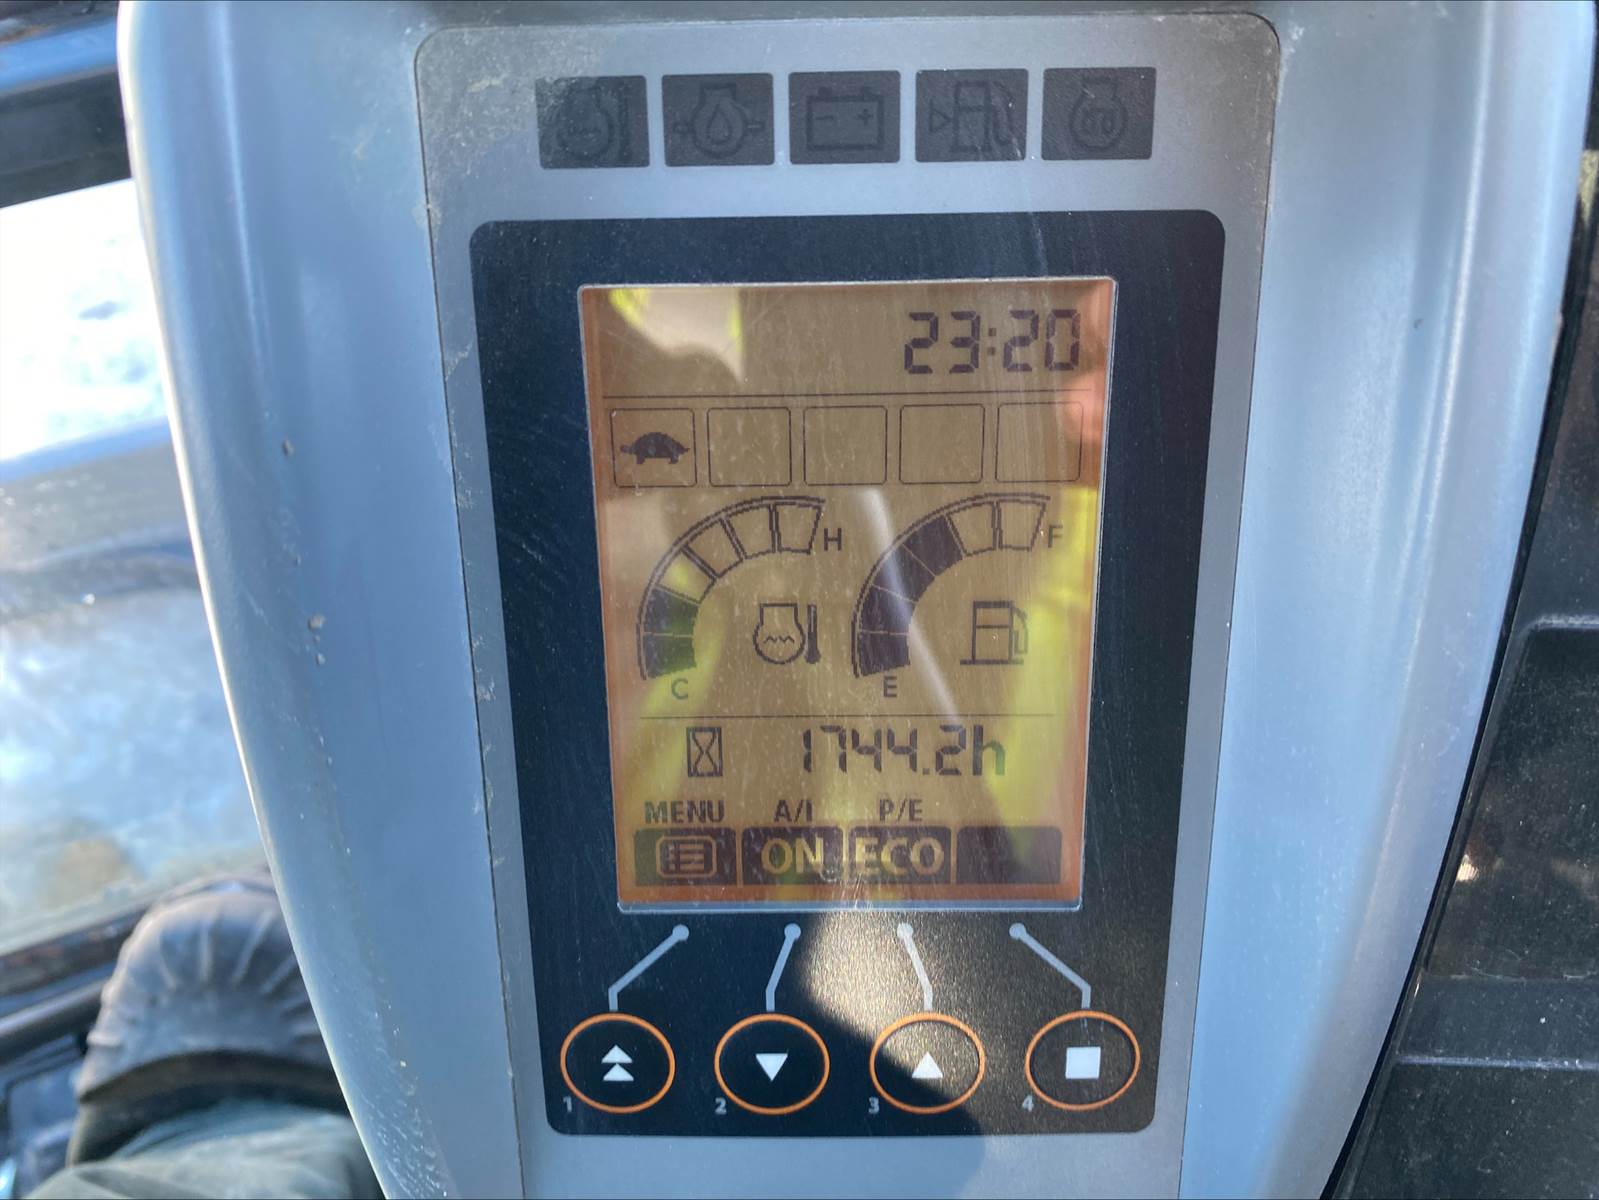 23:20
H F
C E
1744.2h
MENU A/I P/E
ON ECO
1 2 3 4